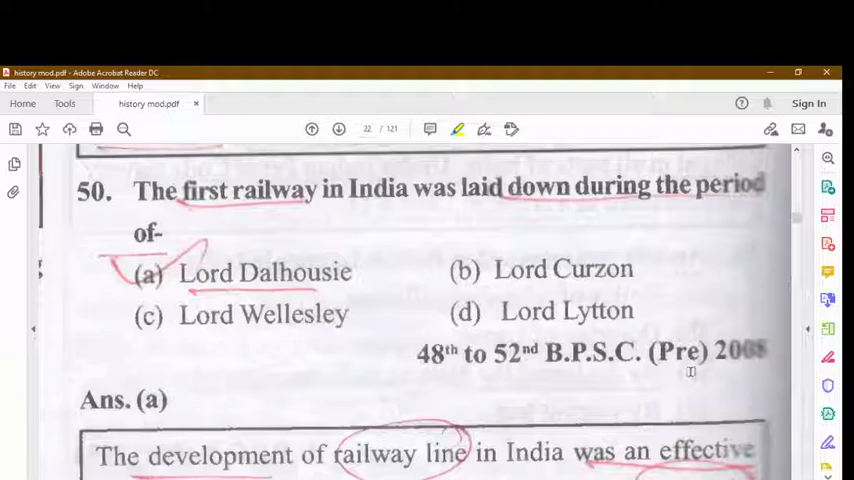 history mod.pdf - Adobe Acrobat Reader DC
File Edit View Sign Window Help
Home Tools history mod.pdf × Sign In
22 / 121
50. The first railway in India was laid down during the period
of-
(a) Lord Dalhousie (b) Lord Curzon
(c) Lord Wellesley (d) Lord Lytton
48th to 52nd B.P.S.C. (Pre) 2008
Ans. (a)
The development of railway line in India was an effective